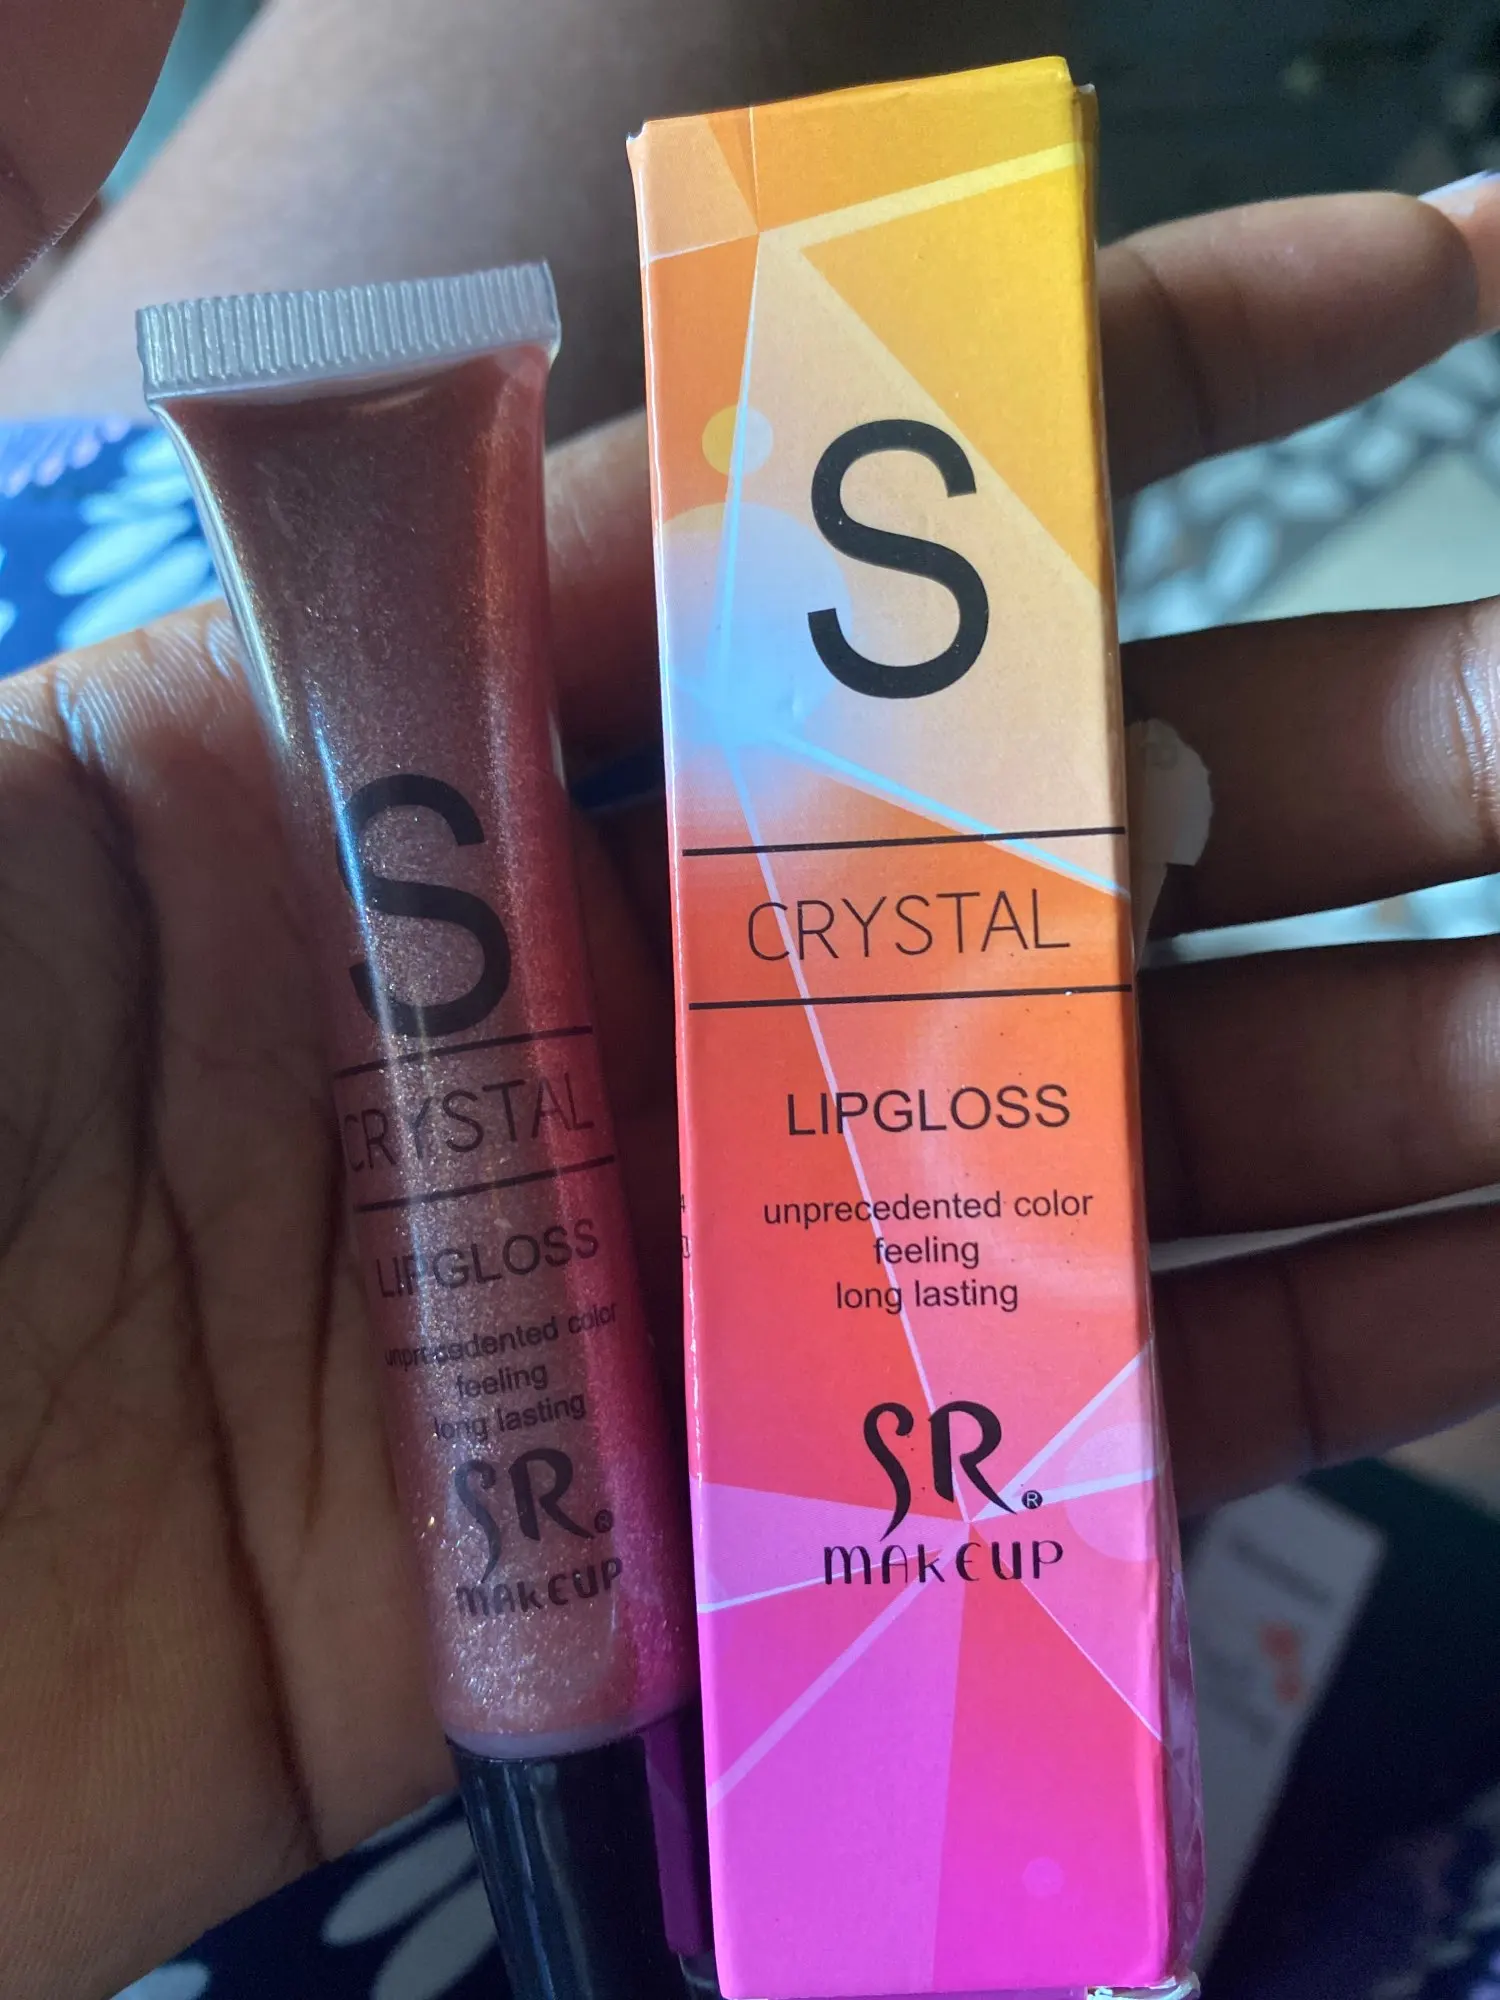 S
CRYSTAL
LIPGLOSS
unprecedented color
feeling
long lasting
SR®
MAKEUP
S
CRYSTAL
LIPGLOSS
unprecedented color
feeling
long lasting
SR®
MAKEUP